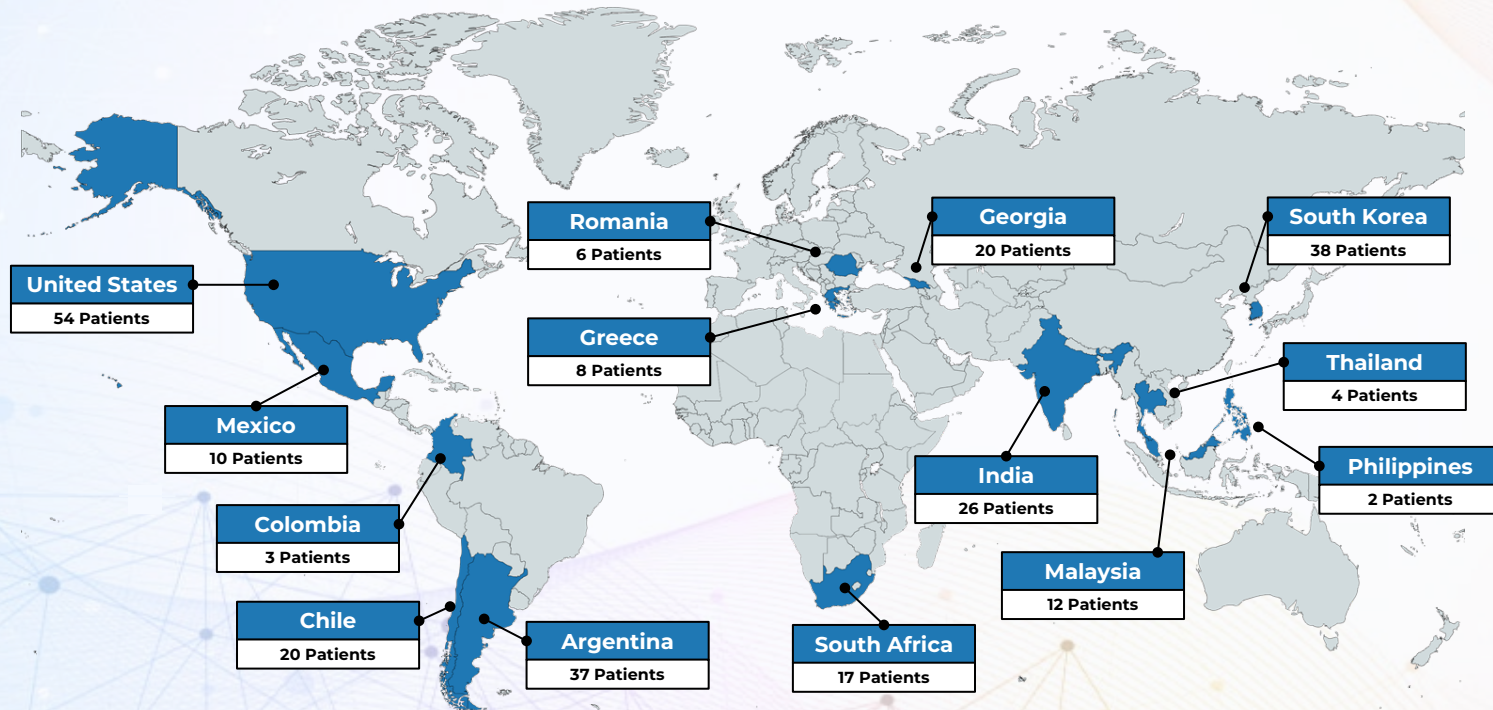 Romania
6 Patients
Georgia
20 Patients
South Korea
38 Patients
United States
54 Patients
Greece
8 Patients
Thailand
4 Patients
Mexico
10 Patients
India
26 Patients
Philippines
2 Patients
Colombia
3 Patients
Malaysia
12 Patients
Chile
20 Patients
Argentina
37 Patients
South Africa
17 Patients